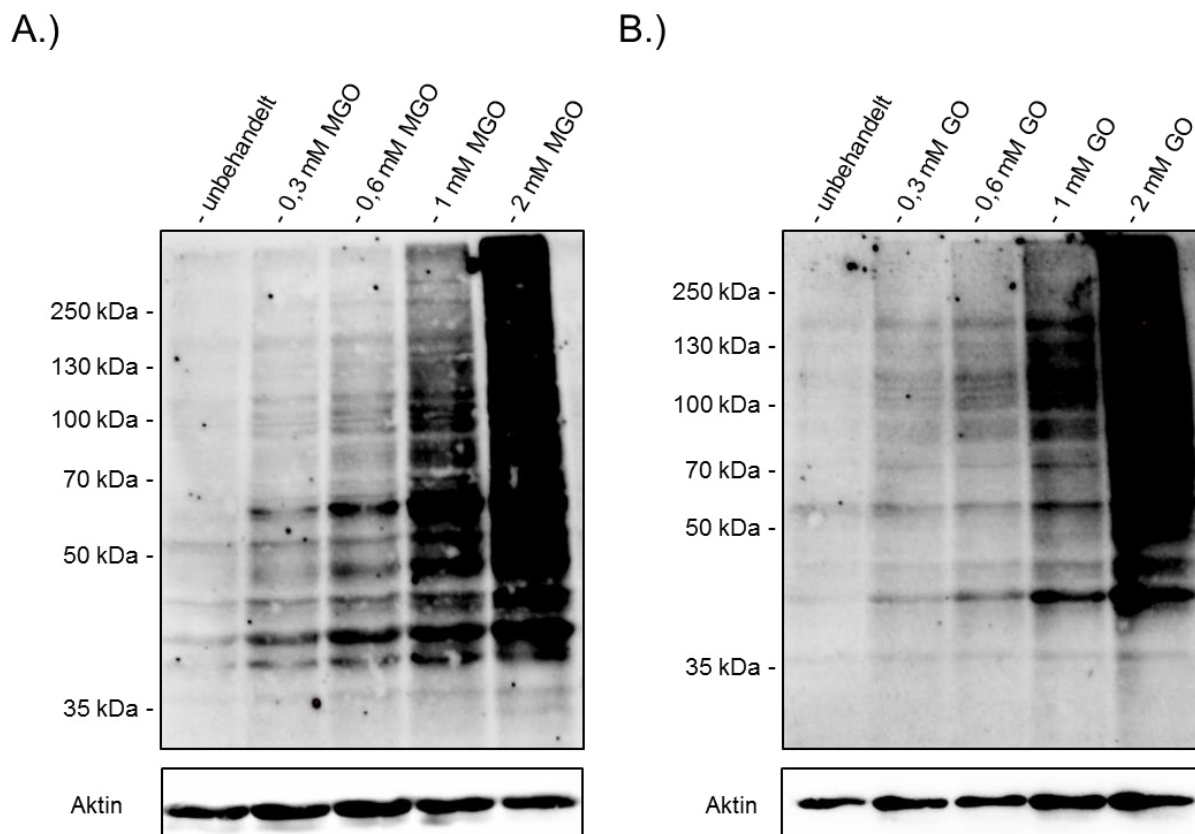 A.)
- unbehandelt
- 0,3 mM MGO
- 0,6 mM MGO
- 1 mM MGO
- 2 mM MGO
250 kDa -
130 kDa -
100 kDa -
70 kDa -
50 kDa -
35 kDa -
Aktin
B.)
- unbehandelt
- 0,3 mM GO
- 0,6 mM GO
- 1 mM GO
- 2 mM GO
250 kDa -
130 kDa -
100 kDa -
70 kDa -
50 kDa -
35 kDa -
Aktin